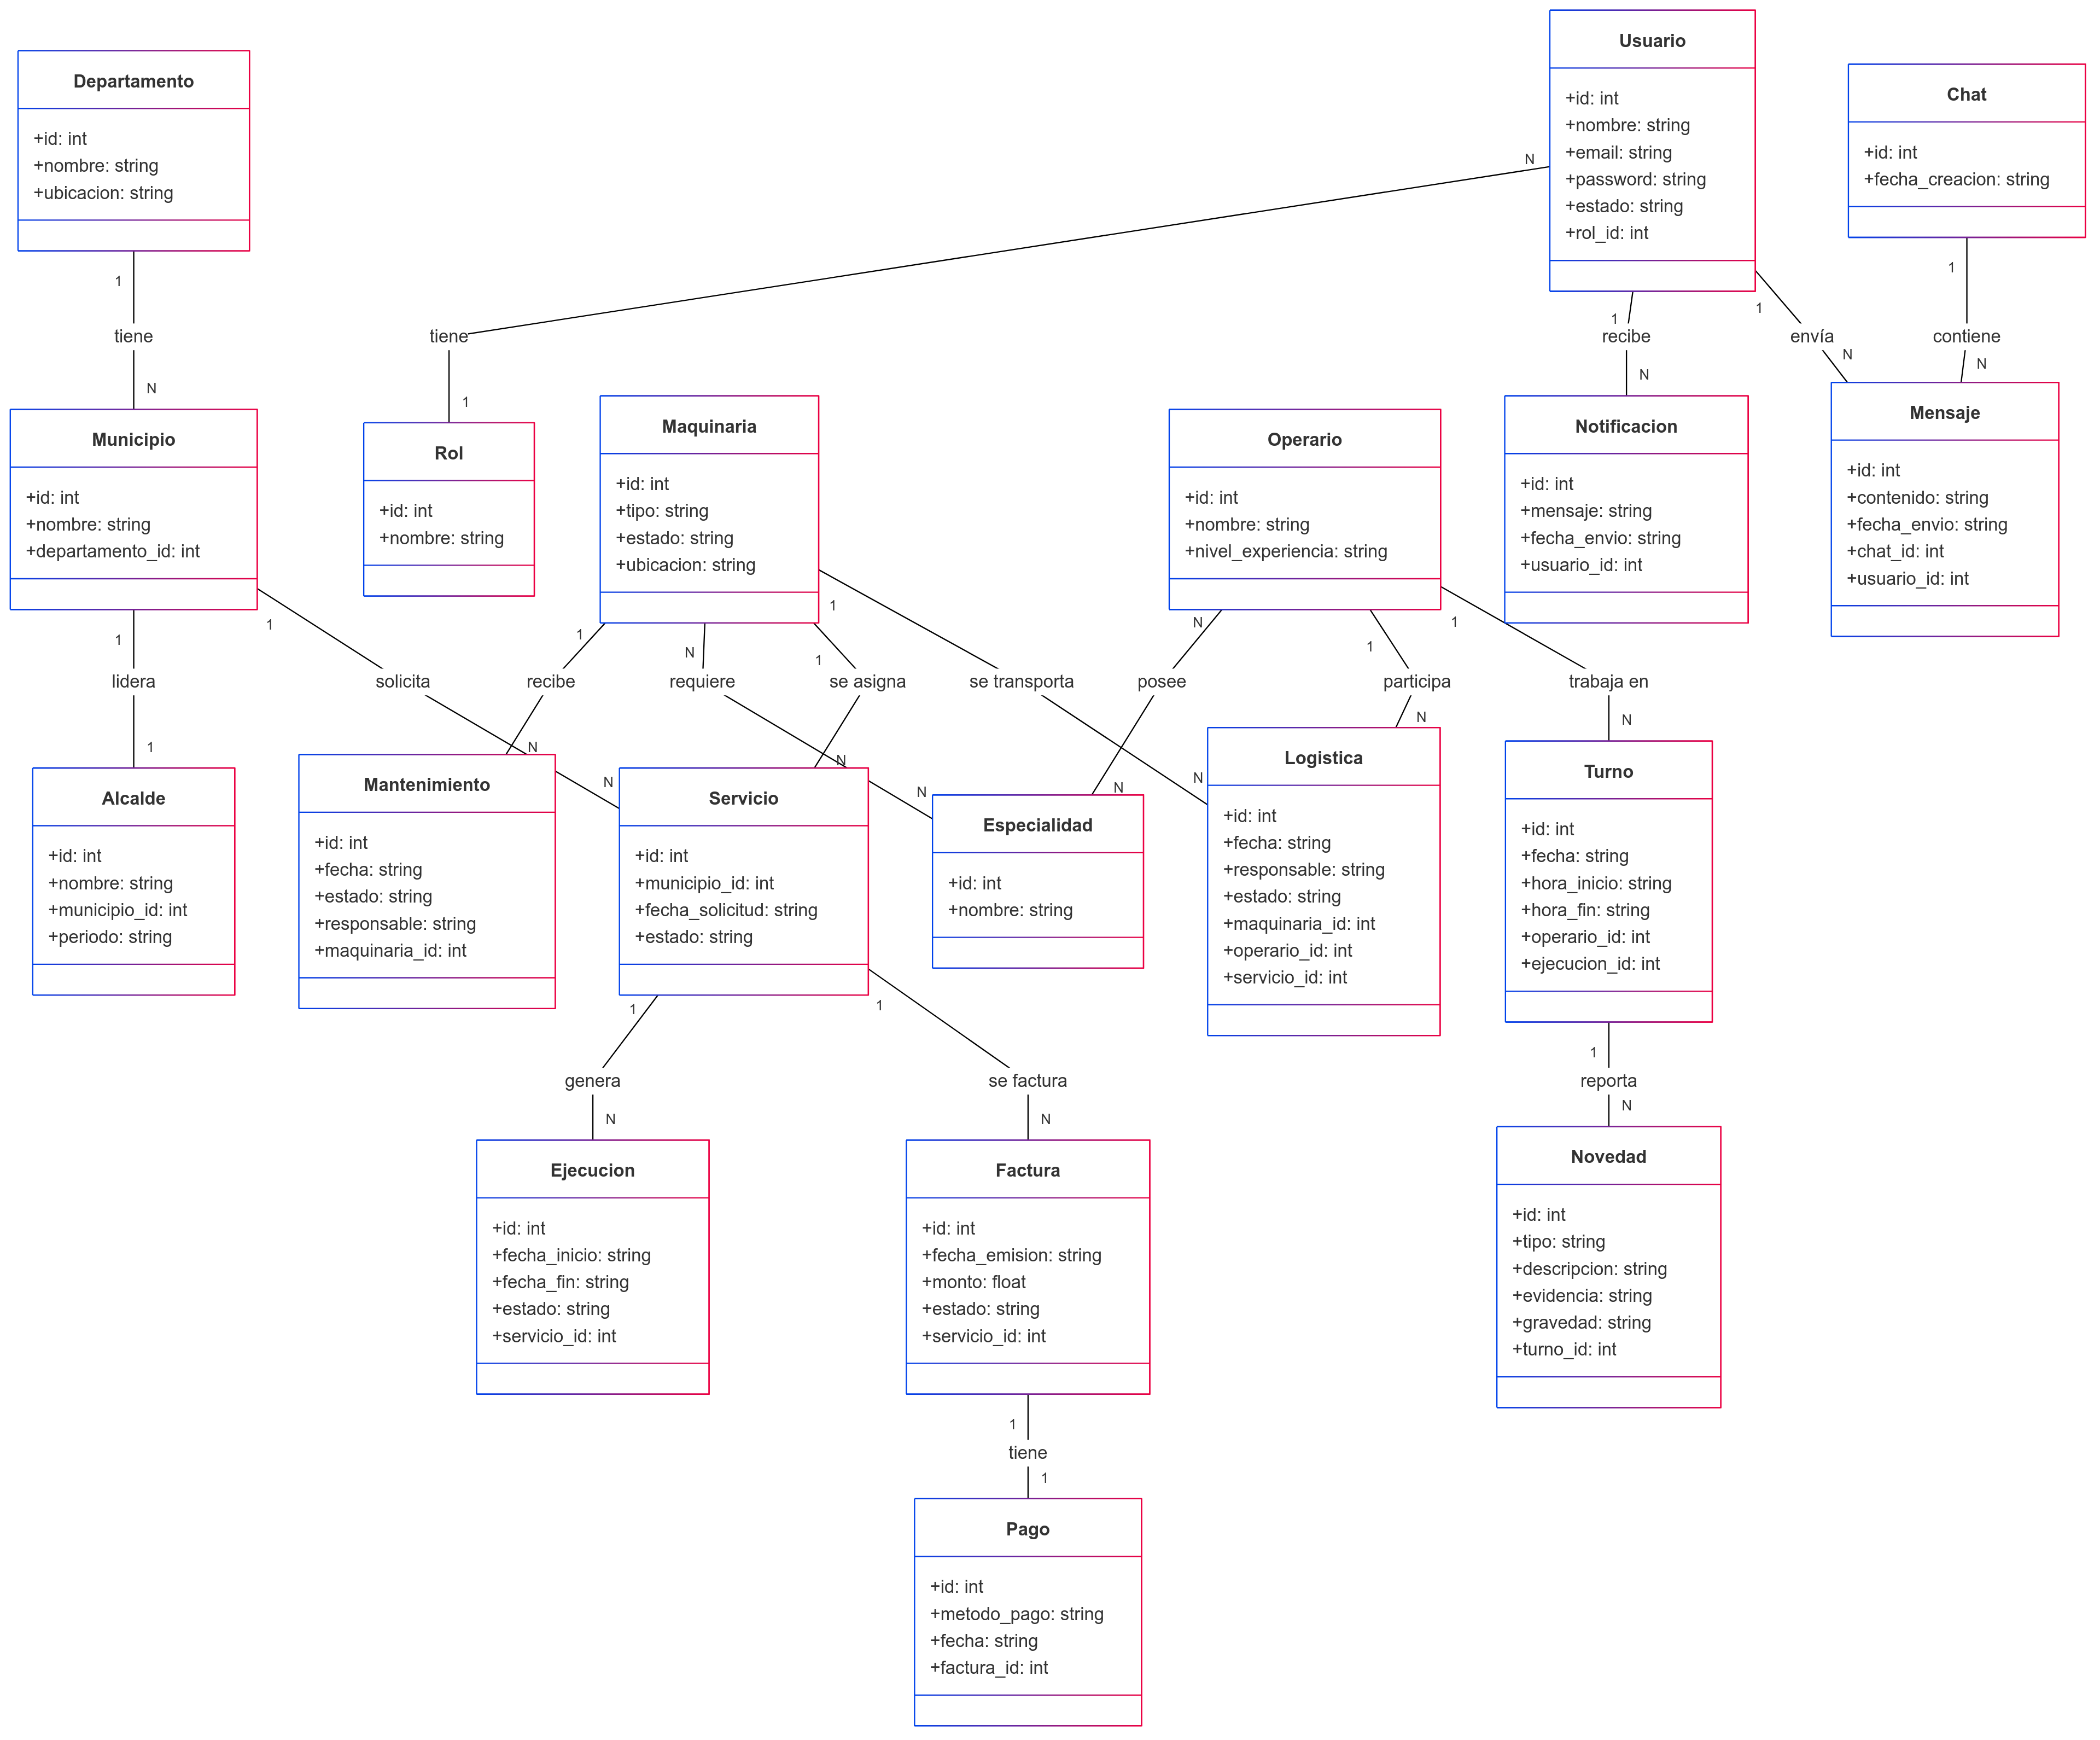 Usuario
+id: int
+nombre: string
+email: string
+password: string
+estado: string
+rol_id: int
Departamento
+id: int
+nombre: string
+ubicacion: string
Chat
+id: int
+fecha_creacion: string
N
1
tiene
N
tiene
1
1
recibe
N
1
envía
N
1
contiene
N
Municipio
+id: int
+nombre: string
+departamento_id: int
Rol
+id: int
+nombre: string
Maquinaria
+id: int
+tipo: string
+estado: string
+ubicacion: string
Operario
+id: int
+nombre: string
+nivel_experiencia: string
Notificacion
+id: int
+mensaje: string
+fecha_envio: string
+usuario_id: int
Mensaje
+id: int
+contenido: string
+fecha_envio: string
+chat_id: int
+usuario_id: int
1
lidera
1
1
solicita
N
1
recibe
N
N
requiere
N
1
se asigna
N
1
se transporta
N
N
posee
N
1
participa
N
1
trabaja en
N
Alcalde
+id: int
+nombre: string
+municipio_id: int
+periodo: string
Mantenimiento
+id: int
+fecha: string
+estado: string
+responsable: string
+maquinaria_id: int
Servicio
+id: int
+municipio_id: int
+fecha_solicitud: string
+estado: string
Especialidad
+id: int
+nombre: string
Logistica
+id: int
+fecha: string
+responsable: string
+estado: string
+maquinaria_id: int
+operario_id: int
+servicio_id: int
Turno
+id: int
+fecha: string
+hora_inicio: string
+hora_fin: string
+operario_id: int
+ejecucion_id: int
1
genera
N
1
se factura
N
1
reporta
N
Ejecucion
+id: int
+fecha_inicio: string
+fecha_fin: string
+estado: string
+servicio_id: int
Factura
+id: int
+fecha_emision: string
+monto: float
+estado: string
+servicio_id: int
Novedad
+id: int
+tipo: string
+descripcion: string
+evidencia: string
+gravedad: string
+turno_id: int
1
tiene
1
Pago
+id: int
+metodo_pago: string
+fecha: string
+factura_id: int